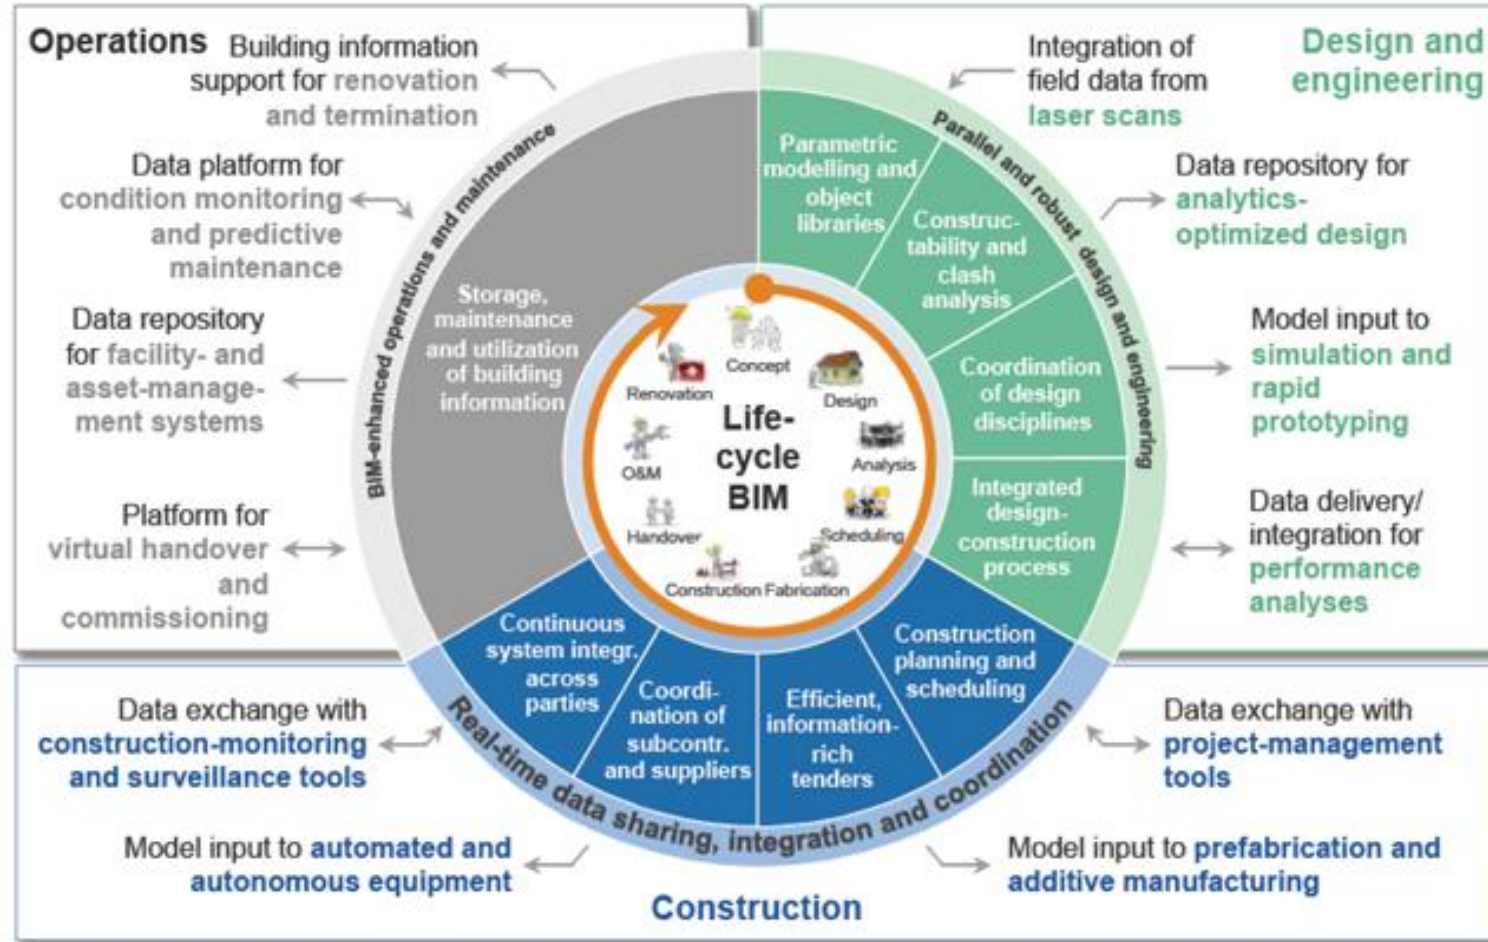 Operations
Building information
support for renovation
and termination
Data platform for
condition monitoring
and predictive
maintenance
Data repository
for facility- and
asset-manage-
ment systems
Platform for
virtual handover
and
commissioning
BIM-enhanced operations and maintenance
Storage,
maintenance
and utilization
of building
information
Design and
engineering
Integration of
field data from
laser scans
Data repository for
analytics-
optimized design
Model input to
simulation and
rapid
prototyping
Data delivery/
integration for
performance
analyses
Parallel and robust design and engineering
Parametric
modelling and
object
libraries
Construc-
tability and
clash
analysis
Coordination
of design
disciplines
Integrated
design-
construction
process
Life-
cycle
BIM
Concept
Design
Analysis
Scheduling
Fabrication
Construction
Handover
O&M
Renovation
Construction
planning and
scheduling
Efficient,
information-
rich
tenders
Coordi-
nation of
subcontr.
and suppliers
Continuous
system integr.
across
parties
Real-time data sharing, integration and coordination
Data exchange with
construction-monitoring
and surveillance tools
Model input to automated and
autonomous equipment
Data exchange with
project-management
tools
Model input to prefabrication and
additive manufacturing
Construction